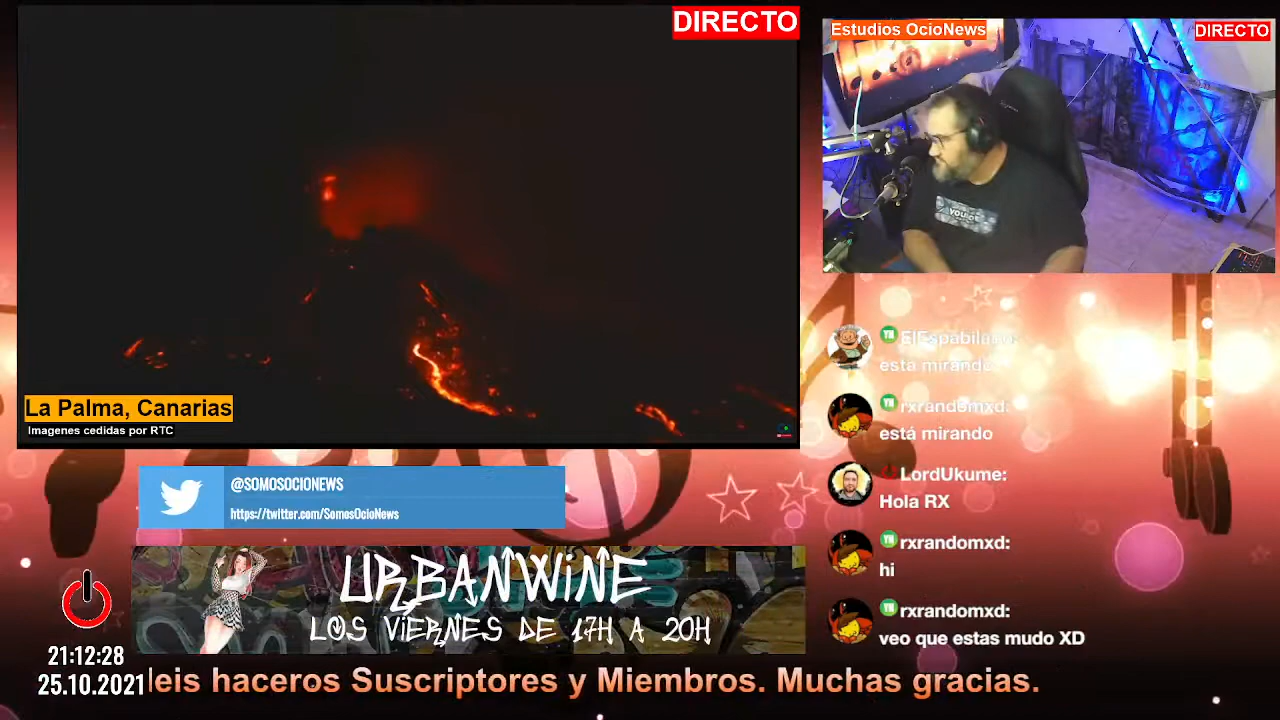 DIRECTO
Estudios OcioNews
DIRECTO
La Palma, Canarias
Imagenes cedidas por RTC
@SOMOSOCIONEWS
https://twitter.com/SomosOcioNews
URBANWINE
LOS VIERNES DE 17H A 20H
21:12:28
25.10.2021
leis haceros Suscriptores y Miembros. Muchas gracias.
ElEspabilao:
esta mirando
rxrandomxd:
está mirando
LordUkume:
Hola RX
rxrandomxd:
hi
rxrandomxd:
veo que estas mudo XD